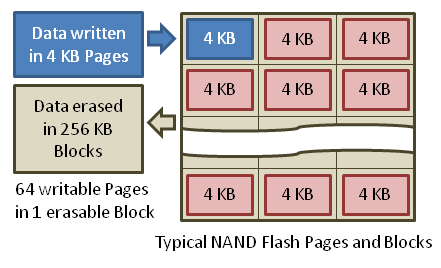 Data written
in 4 KB Pages
4 KB 4 KB 4 KB
4 KB 4 KB 4 KB
Data erased
in 256 KB
Blocks
4 KB 4 KB 4 KB
64 writable Pages
in 1 erasable Block
Typical NAND Flash Pages and Blocks